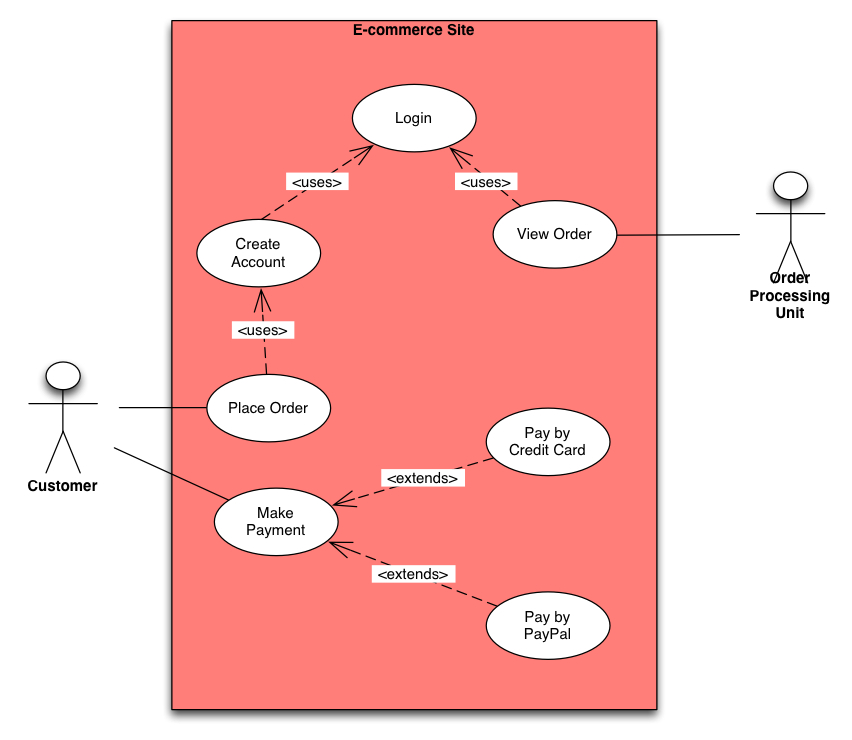 E-commerce Site
Login
<uses>
<uses>
Create
Account
View Order
Order
Processing
Unit
<uses>
Place Order
Pay by
Credit Card
<extends>
Customer
Make
Payment
<extends>
Pay by
PayPal